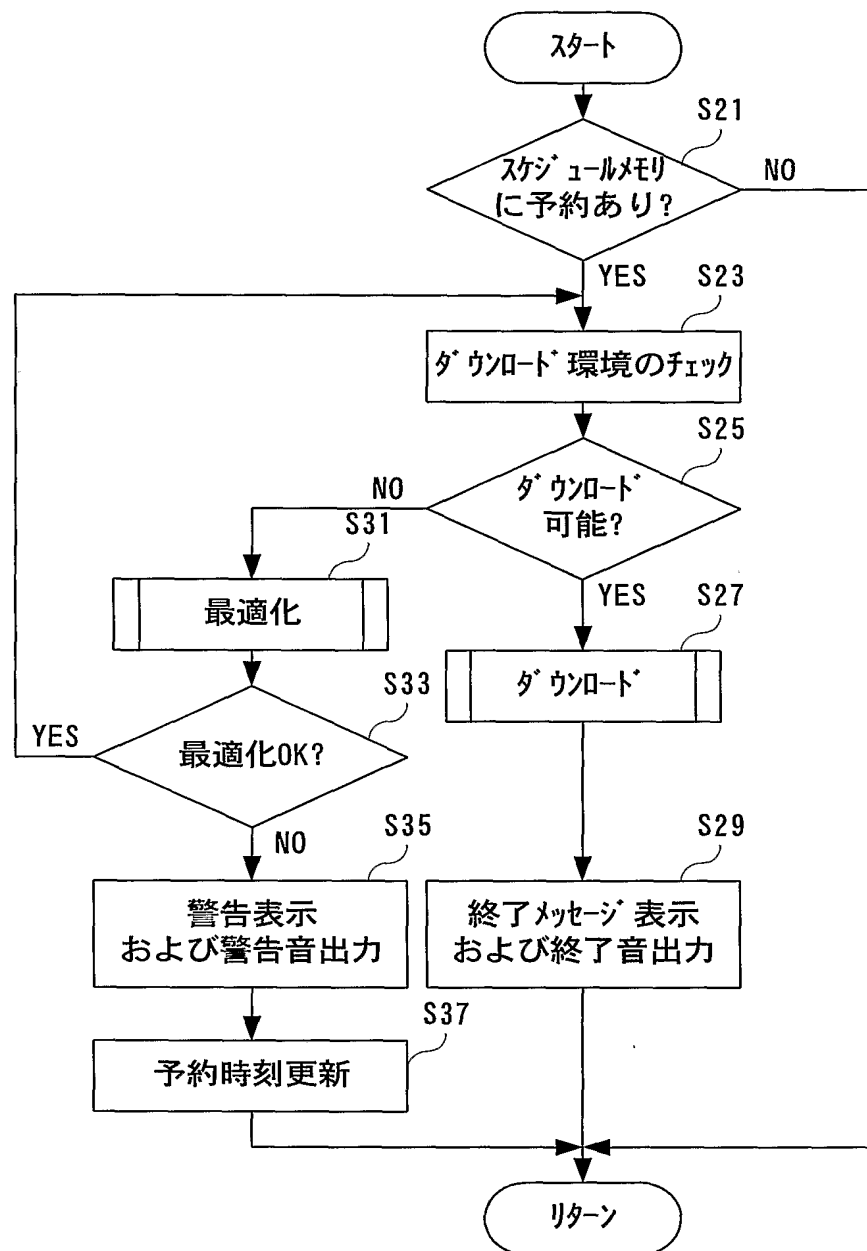 スタート
S21
スケジュールメモリ
に予約あり?
NO
YES
S23
ダウンロード環境のチェック
S25
ダウンロード
可能?
NO
S31
最適化
YES
S27
ダウンロード
S33
最適化OK?
YES
NO
S35
警告表示
および警告音出力
S29
終了メッセージ表示
および終了音出力
S37
予約時刻更新
リターン